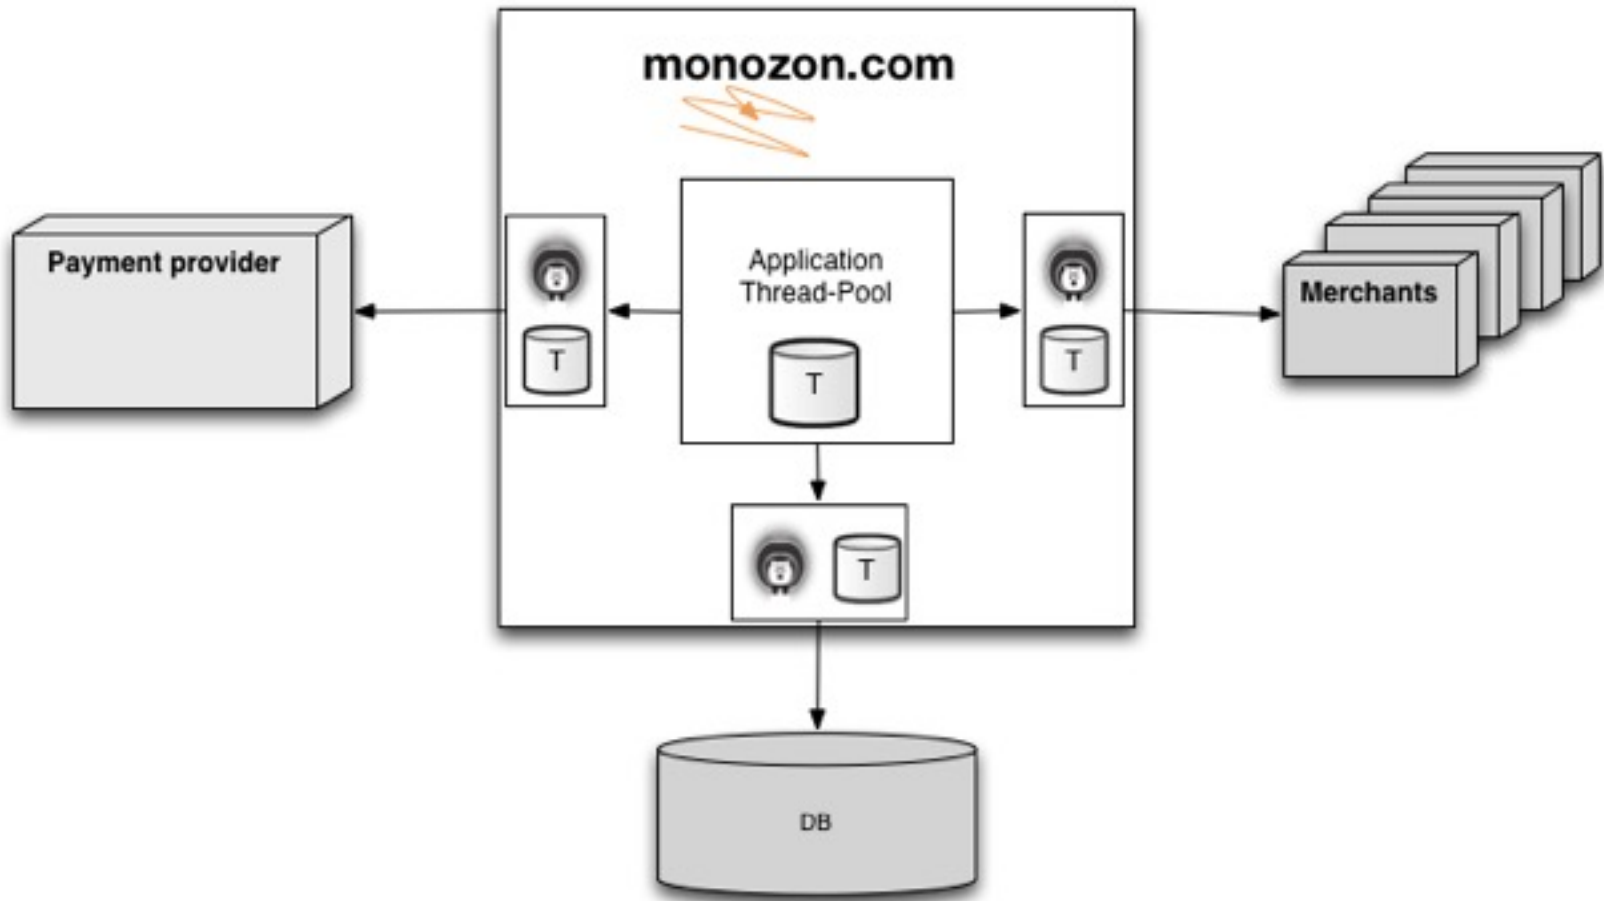 monozon.com
Payment provider
Application
Thread-Pool
Merchants
T
T
T
T
DB